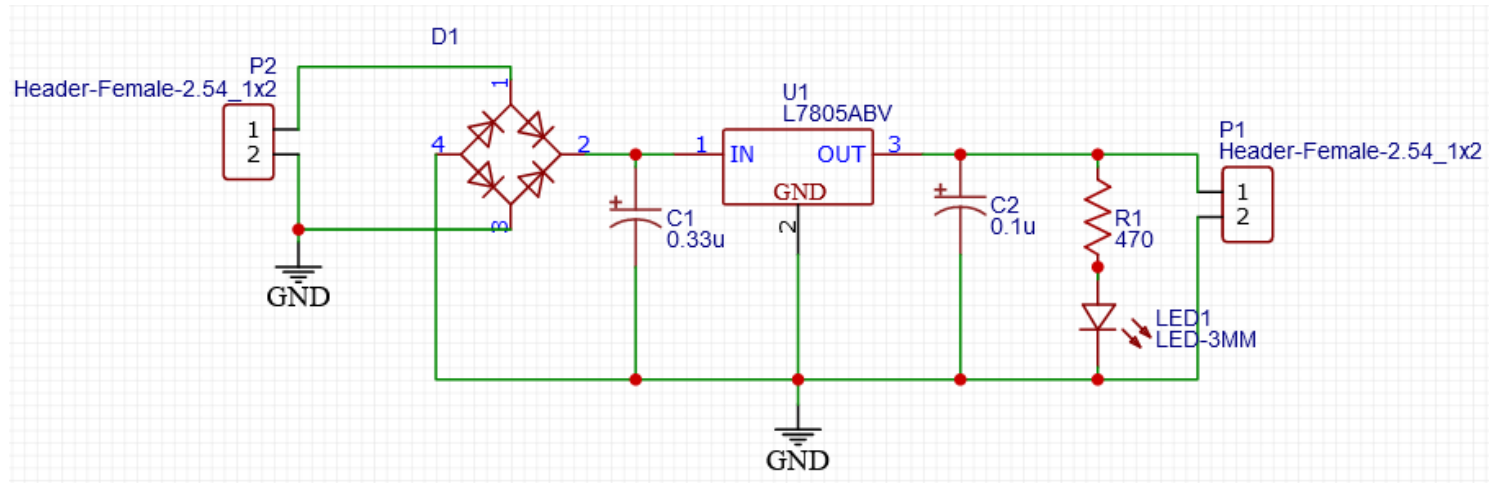 D1
P2
Header-Female-2.54_1x2
1
2
GND
1
4
2
3
U1
L7805ABV
1
IN
OUT
3
GND
2
C1
0.33u
C2
0.1u
R1
470
LED1
LED-3MM
P1
Header-Female-2.54_1x2
1
2
GND